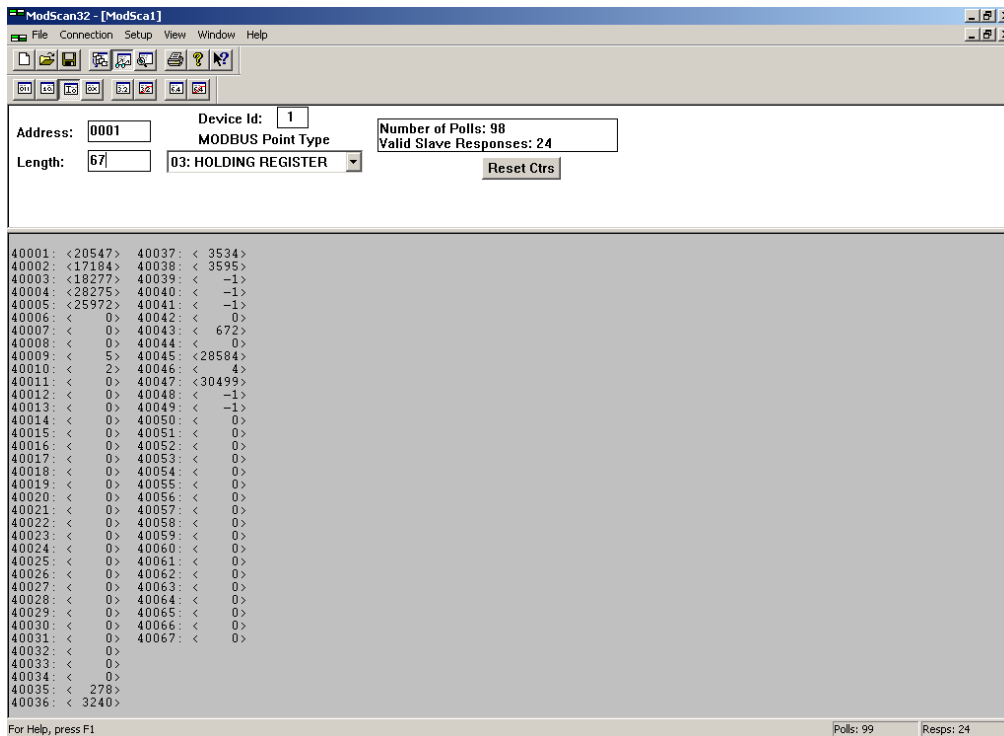 ModScan32 - [ModSca1]
File Connection Setup View Window Help
Address: 0001
Device Id: 1
MODBUS Point Type
Length: 67
03: HOLDING REGISTER
Number of Polls: 98
Valid Slave Responses: 24
Reset Ctrs
40001: <20547> 40037: < 3534>
40002: <17184> 40038: < 3595>
40003: <18277> 40039: < -1>
40004: <28275> 40040: < -1>
40005: <25972> 40041: < -1>
40006: < 0> 40042: < 0>
40007: < 0> 40043: < 672>
40008: < 0> 40044: < 0>
40009: < 5> 40045: <28584>
40010: < 2> 40046: < 4>
40011: < 0> 40047: <30499>
40012: < 0> 40048: < -1>
40013: < 0> 40049: < -1>
40014: < 0> 40050: < 0>
40015: < 0> 40051: < 0>
40016: < 0> 40052: < 0>
40017: < 0> 40053: < 0>
40018: < 0> 40054: < 0>
40019: < 0> 40055: < 0>
40020: < 0> 40056: < 0>
40021: < 0> 40057: < 0>
40022: < 0> 40058: < 0>
40023: < 0> 40059: < 0>
40024: < 0> 40060: < 0>
40025: < 0> 40061: < 0>
40026: < 0> 40062: < 0>
40027: < 0> 40063: < 0>
40028: < 0> 40064: < 0>
40029: < 0> 40065: < 0>
40030: < 0> 40066: < 0>
40031: < 0> 40067: < 0>
40032: < 0>
40033: < 0>
40034: < 0>
40035: < 278>
40036: < 3240>
For Help, press F1
Polls: 99
Resps: 24